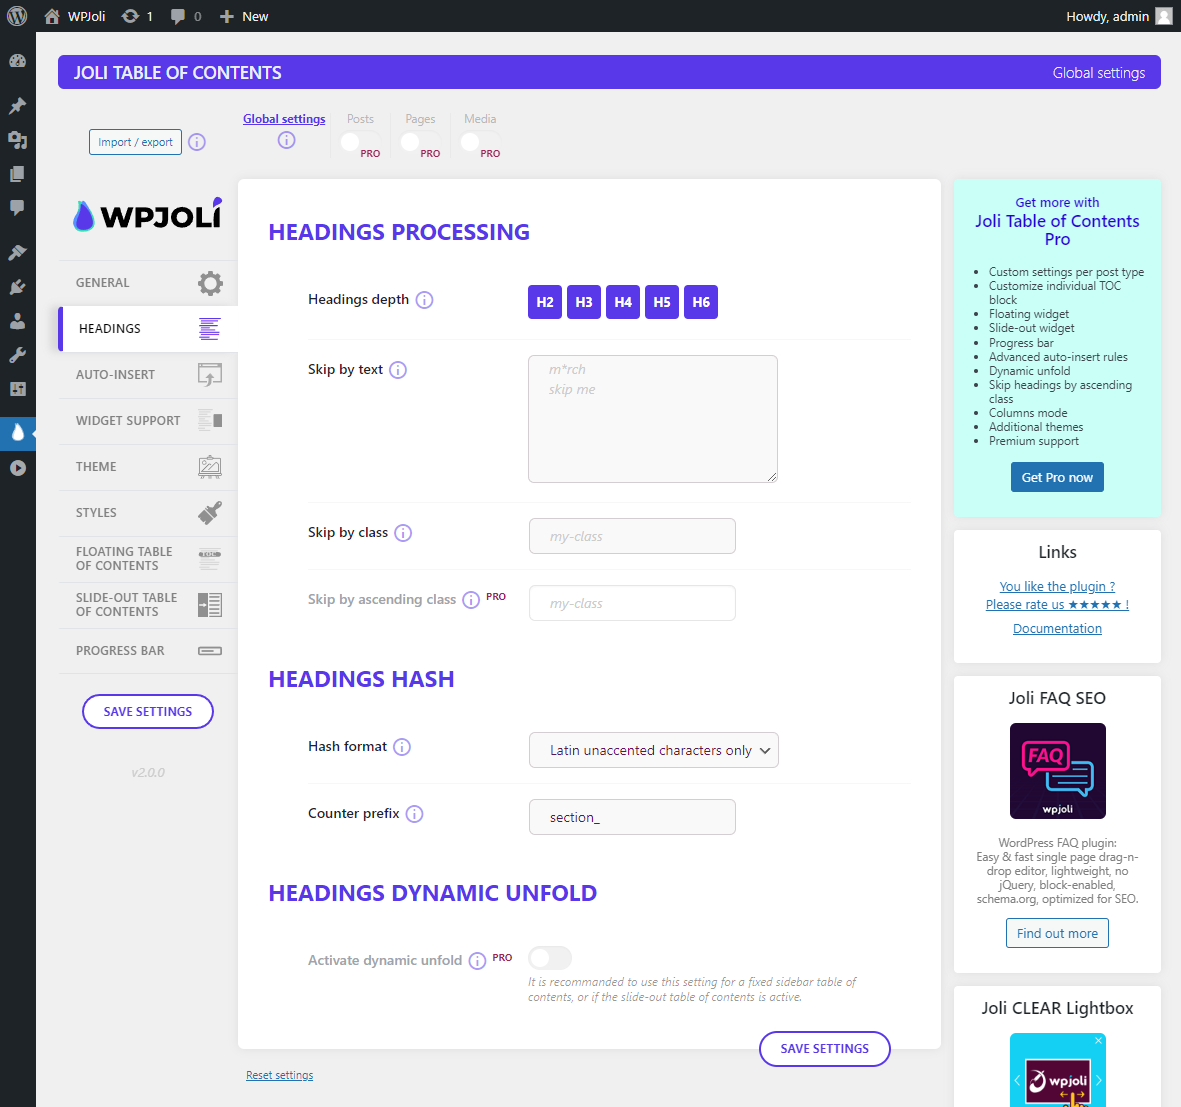 WPJoli 1 0 New Howdy, admin
JOLI TABLE OF CONTENTS Global settings
Import / export
Global settings Posts Pages Media
PRO PRO PRO
WPJOLI
GENERAL
HEADINGS
AUTO-INSERT
WIDGET SUPPORT
THEME
STYLES
FLOATING TABLE
OF CONTENTS
TOC
SLIDE-OUT TABLE
OF CONTENTS
PROGRESS BAR
SAVE SETTINGS
v2.0.0
HEADINGS PROCESSING
Headings depth H2 H3 H4 H5 H6
Skip by text
m*rch
skip me
Skip by class my-class
Skip by ascending class PRO my-class
HEADINGS HASH
Hash format Latin unaccented characters only
Counter prefix section_
HEADINGS DYNAMIC UNFOLD
Activate dynamic unfold PRO
It is recommanded to use this setting for a fixed sidebar table of
contents, or if the slide-out table of contents is active.
SAVE SETTINGS
Reset settings
Get more with
Joli Table of Contents
Pro
• Custom settings per post type
• Customize individual TOC
block
• Floating widget
• Slide-out widget
• Progress bar
• Advanced auto-insert rules
• Dynamic unfold
• Skip headings by ascending
class
• Columns mode
• Additional themes
• Premium support
Get Pro now
Links
You like the plugin ?
Please rate us ★★★★★ !
Documentation
Joli FAQ SEO
FAQ
wpjoli
WordPress FAQ plugin:
Easy & fast single page drag-n-
drop editor, lightweight, no
jQuery, block-enabled,
schema.org, optimized for SEO.
Find out more
Joli CLEAR Lightbox
wpjoli